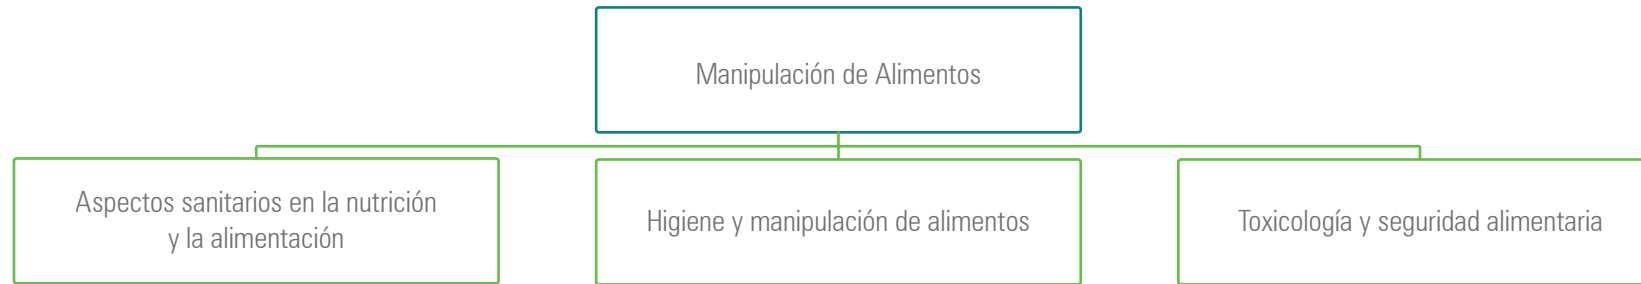 Manipulación de Alimentos
Aspectos sanitarios en la nutrición
y la alimentación
Higiene y manipulación de alimentos
Toxicología y seguridad alimentaria